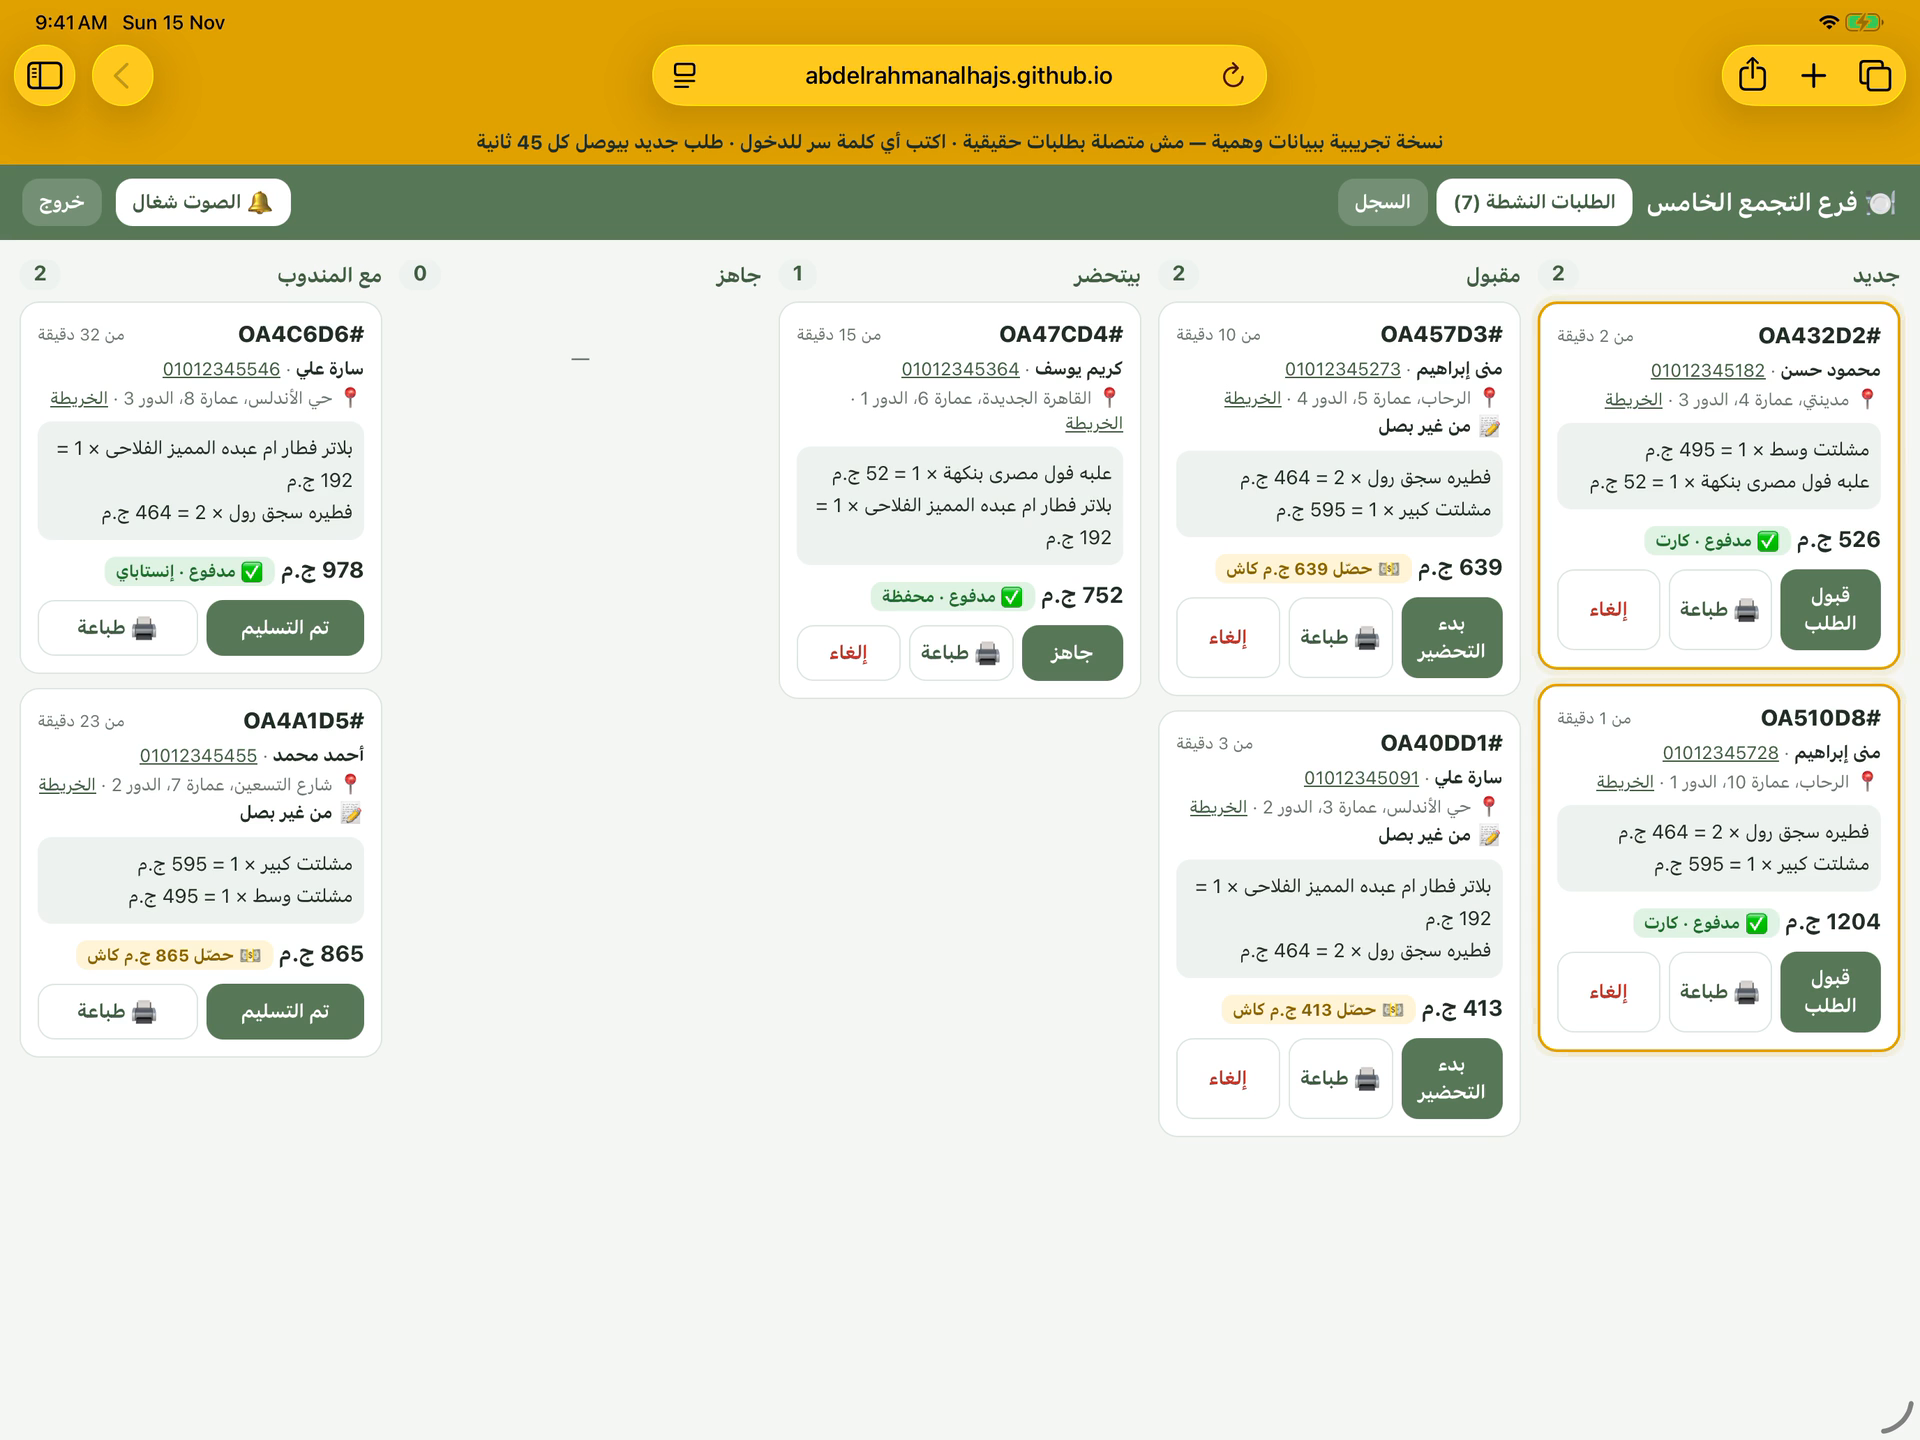 9:41 AM Sun 15 Nov
abdelrahmanalhajs.github.io
نسخة تجريبية ببيانات وهمية — مش متصلة بطلبات حقيقية · اكتب أي كلمة سر للدخول · طلب جديد بيوصل كل 45 ثانية
🍽️ فرع التجمع الخامس
الطلبات النشطة (7)
السجل
🔔 الصوت شغال
خروج
جديد 2
#OA432D2 من 2 دقيقة
محمود حسن · 01012345182
📍 مدينتي، عمارة 4، الدور 3 · الخريطة
مشلتت وسط × 1 = 495 ج.م
علبه فول مصرى بنكهة × 1 = 52 ج.م
526 ج.م ✅ مدفوع · كارت
قبول
الطلب
🖨️ طباعة
إلغاء
#OA510D8 من 1 دقيقة
منى إبراهيم · 01012345728
📍 الرحاب، عمارة 10، الدور 1 · الخريطة
فطيره سجق رول × 2 = 464 ج.م
مشلتت كبير × 1 = 595 ج.م
1204 ج.م ✅ مدفوع · كارت
قبول
الطلب
🖨️ طباعة
إلغاء
مقبول 2
#OA457D3 من 10 دقيقة
منى إبراهيم · 01012345273
📍 الرحاب، عمارة 5، الدور 4 · الخريطة
📝 من غير بصل
فطيره سجق رول × 2 = 464 ج.م
مشلتت كبير × 1 = 595 ج.م
639 ج.م 💵 حصّل 639 ج.م كاش
بدء
التحضير
🖨️ طباعة
إلغاء
#OA40DD1 من 3 دقيقة
سارة علي · 01012345091
📍 حي الأندلس، عمارة 3، الدور 2 · الخريطة
📝 من غير بصل
بلاتر فطار ام عبده المميز الفلاحى × 1 =
192 ج.م
فطيره سجق رول × 2 = 464 ج.م
413 ج.م 💵 حصّل 413 ج.م كاش
بدء
التحضير
🖨️ طباعة
إلغاء
بيتحضر 1
#OA47CD4 من 15 دقيقة
كريم يوسف · 01012345364
📍 القاهرة الجديدة، عمارة 6، الدور 1 ·
الخريطة
علبه فول مصرى بنكهة × 1 = 52 ج.م
بلاتر فطار ام عبده المميز الفلاحى × 1 =
192 ج.م
752 ج.م ✅ مدفوع · محفظة
جاهز
🖨️ طباعة
إلغاء
جاهز 0
—
مع المندوب 2
#OA4C6D6 من 32 دقيقة
سارة علي · 01012345546
📍 حي الأندلس، عمارة 8، الدور 3 · الخريطة
بلاتر فطار ام عبده المميز الفلاحى × 1 =
192 ج.م
فطيره سجق رول × 2 = 464 ج.م
978 ج.م ✅ مدفوع · إنستاباي
تم التسليم
🖨️ طباعة
#OA4A1D5 من 23 دقيقة
أحمد محمد · 01012345455
📍 شارع التسعين، عمارة 7، الدور 2 · الخريطة
📝 من غير بصل
مشلتت كبير × 1 = 595 ج.م
مشلتت وسط × 1 = 495 ج.م
865 ج.م 💵 حصّل 865 ج.م كاش
تم التسليم
🖨️ طباعة